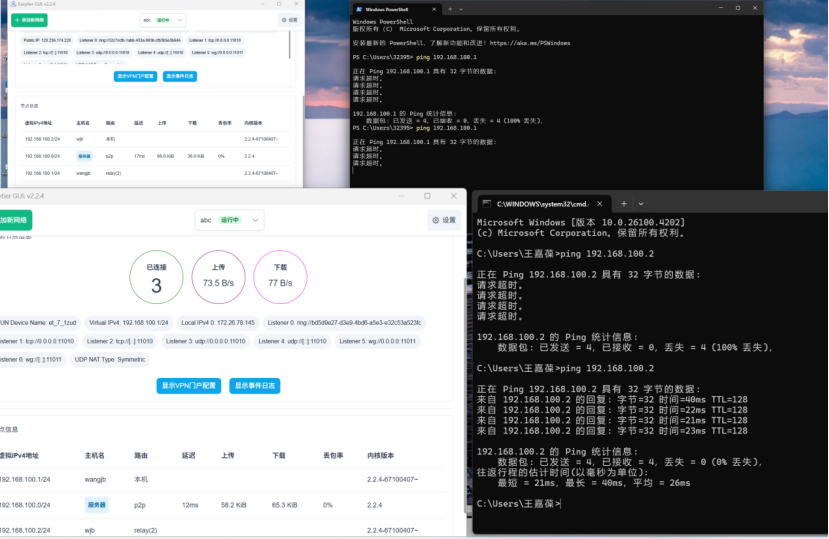 Easytier GUI v2.2.4
abc 运行中
设置
Public IP: 120.236.174.220
Listener 1: tcp://0.0.0.0:11010
Listener 2: tcp://[::]:11010 Listener 3: udp://0.0.0.0:11010 Listener 4: udp://[::]:11010 Listener 5: wg://0.0.0.0:11011
显示VPN门户配置 显示事件日志
节点信息
虚拟IPv4地址 主机名 路由 延迟 上传 下载 丢包率 内核版本
192.168.100.2/24 wjb 本机 2.2.4-67100407~
192.168.100.0/24 服务器 p2p 17ms 0% 2.2.4
192.168.100.1/24 wangjb relay(2) 2.2.4-67100407~
Windows PowerShell
Windows PowerShell
版权所有 (C) Microsoft Corporation。保留所有权利。
安装最新的 PowerShell,了解新功能和改进!https://aka.ms/PSWindows
PS C:\Users\32395> ping 192.168.100.1
正在 Ping 192.168.100.1 具有 32 字节的数据:
请求超时。
请求超时。
请求超时。
请求超时。
192.168.100.1 的 Ping 统计信息:
数据包: 已发送 = 4,已接收 = 0,丢失 = 4 (100% 丢失),
PS C:\Users\32395> ping 192.168.100.1
正在 Ping 192.168.100.1 具有 32 字节的数据:
请求超时。
请求超时。
请求超时。
tier GUI v2.2.4
加新网络
abc 运行中
设置
已连接 上传 下载
3 73.5 B/s 77 B/s
UN Device Name: et_7_1zud Virtual IPv4: 192.168.100.1/24 Local IPv4 0: 172.26.78.145 Listener 0: ring://bd5d9e27-d3e9-4bd6-a5e3-e32c53a523fc
istener 1: tcp://0.0.0.0:11010 Listener 2: tcp://[::]:11010 Listener 3: udp://0.0.0.0:11010 Listener 4: udp://[::]:11010 Listener 5: wg://0.0.0.0:11011
istener 6: wg://[::]:11011 UDP NAT Type: Symmetric
显示VPN门户配置 显示事件日志
点信息
虚拟IPv4地址 主机名 路由 延迟 上传 下载 丢包率 内核版本
192.168.100.1/24 wangjb 本机 2.2.4-67100407~
192.168.100.0/24 服务器 p2p 12ms 58.2 KiB 65.3 KiB 0% 2.2.4
192.168.100.2/24 wjb relay(2) 2.2.4-67100407~
C:\WINDOWS\system32\cmd.
Microsoft Windows [版本 10.0.26100.4202]
(c) Microsoft Corporation。保留所有权利。
C:\Users\王嘉葆>ping 192.168.100.2
正在 Ping 192.168.100.2 具有 32 字节的数据:
请求超时。
请求超时。
请求超时。
请求超时。
192.168.100.2 的 Ping 统计信息:
数据包: 已发送 = 4,已接收 = 0,丢失 = 4 (100% 丢失),
C:\Users\王嘉葆>ping 192.168.100.2
正在 Ping 192.168.100.2 具有 32 字节的数据:
来自 192.168.100.2 的回复: 字节=32 时间=40ms TTL=128
来自 192.168.100.2 的回复: 字节=32 时间=22ms TTL=128
来自 192.168.100.2 的回复: 字节=32 时间=21ms TTL=128
来自 192.168.100.2 的回复: 字节=32 时间=23ms TTL=128
192.168.100.2 的 Ping 统计信息:
数据包: 已发送 = 4,已接收 = 4,丢失 = 0 (0% 丢失),
往返行程的估计时间(以毫秒为单位):
最短 = 21ms,最长 = 40ms,平均 = 26ms
C:\Users\王嘉葆>